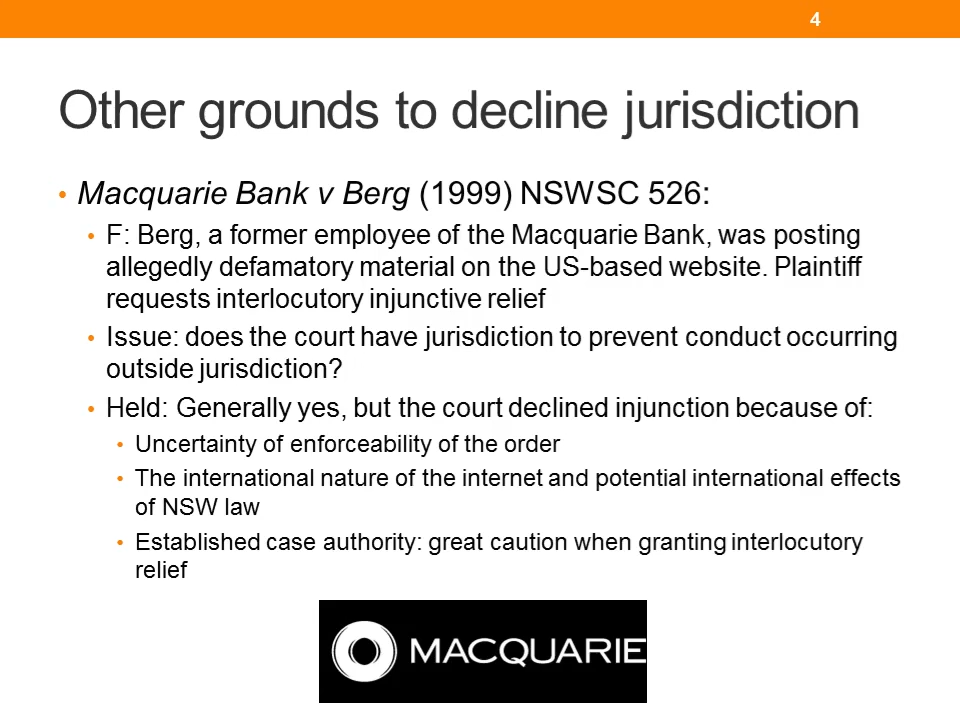 4
Other grounds to decline jurisdiction
• Macquarie Bank v Berg (1999) NSWSC 526:
• F: Berg, a former employee of the Macquarie Bank, was posting
allegedly defamatory material on the US-based website. Plaintiff
requests interlocutory injunctive relief
• Issue: does the court have jurisdiction to prevent conduct occurring
outside jurisdiction?
• Held: Generally yes, but the court declined injunction because of:
• Uncertainty of enforceability of the order
• The international nature of the internet and potential international effects
of NSW law
• Established case authority: great caution when granting interlocutory
relief
MACQUARIE